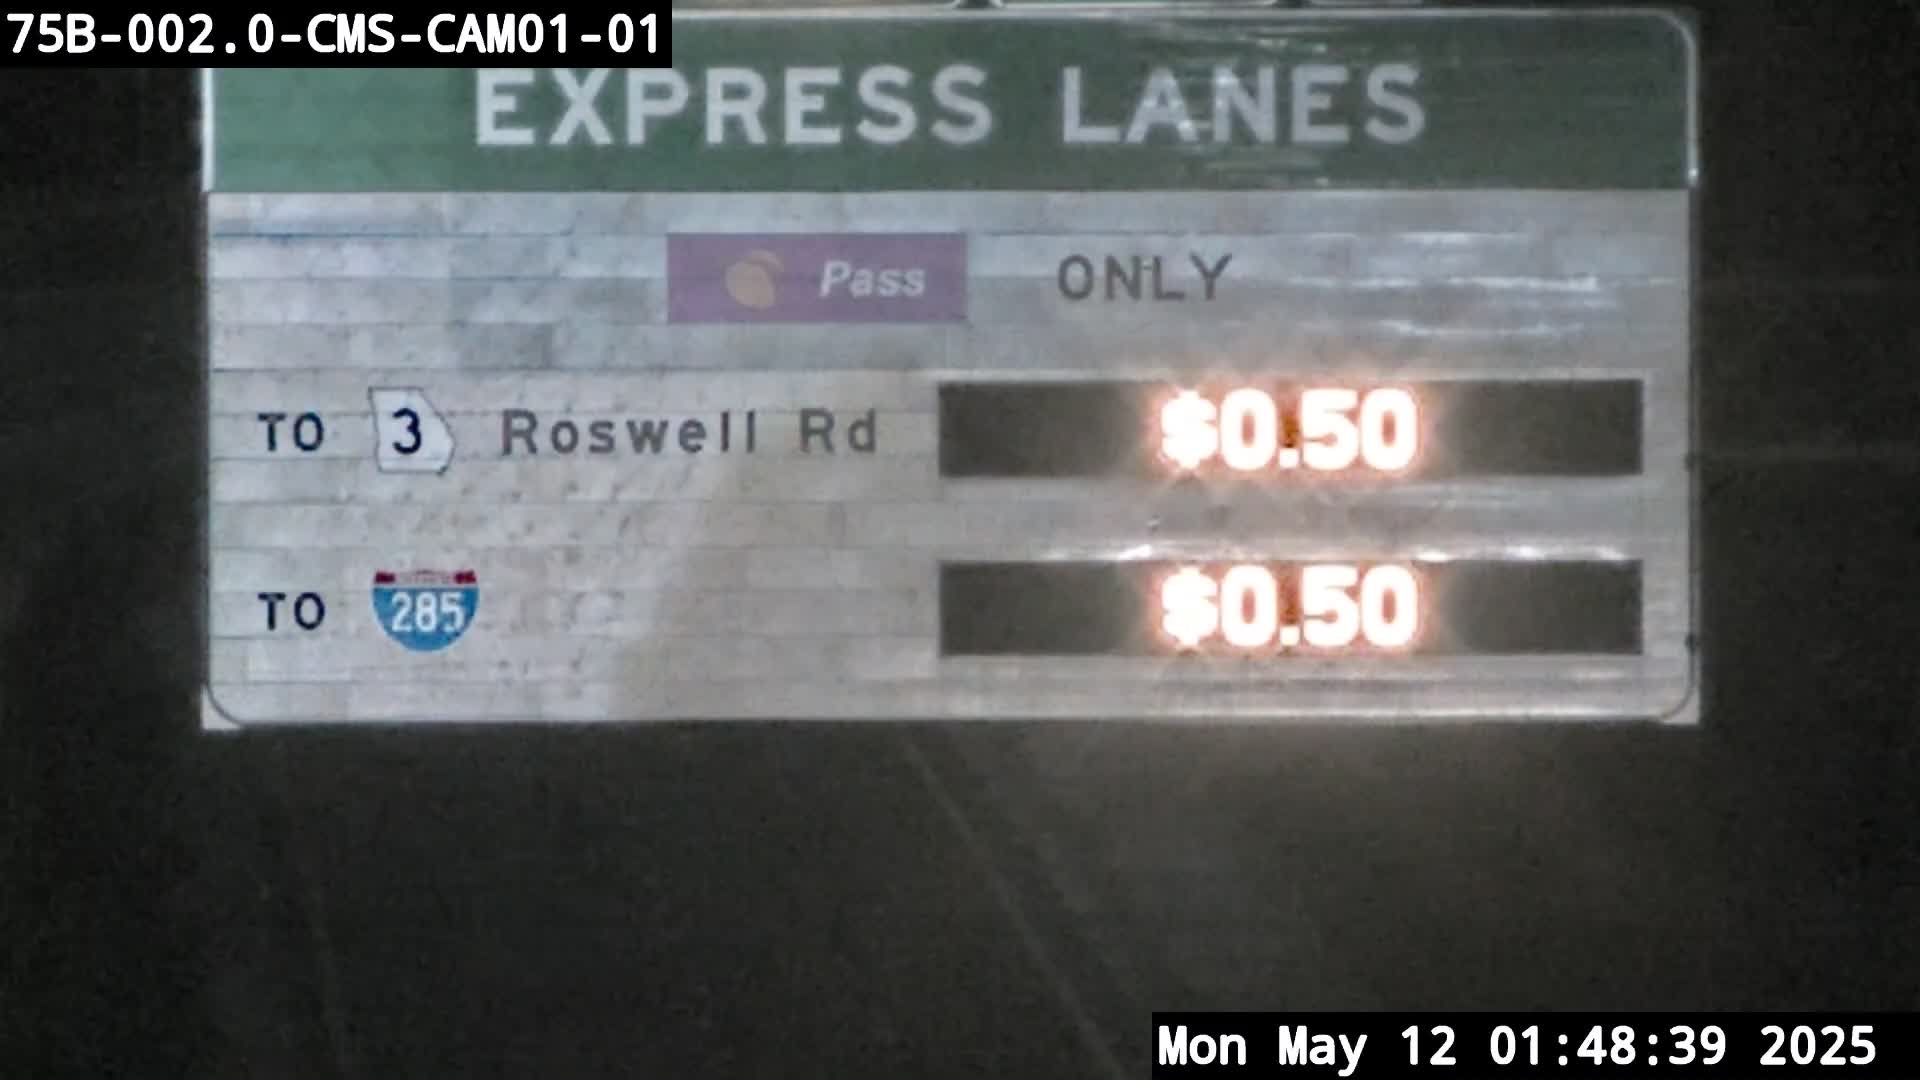 75B-002.0-CMS-CAM01-01
EXPRESS LANES
Pass ONLY
TO 3 Roswell Rd $0.50
TO 285 $0.50
Mon May 12 01:48:39 2025